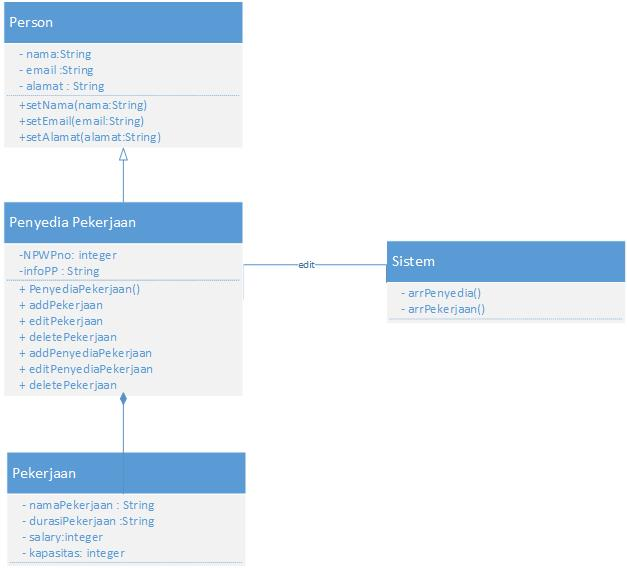 Person
- nama:String
- email :String
- alamat : String
+setNama(nama:String)
+setEmail(email:String)
+setAlamat(alamat:String)
Penyedia Pekerjaan
-NPWPno: integer
-infoPP : String
+ PenyediaPekerjaan()
+ addPekerjaan
+ editPekerjaan
+ deletePekerjaan
+ addPenyediaPekerjaan
+ editPenyediaPekerjaan
+ deletePekerjaan
edit
Sistem
- arrPenyedia()
- arrPekerjaan()
Pekerjaan
- namaPekerjaan : String
- durasiPekerjaan :String
- salary:integer
- kapasitas: integer